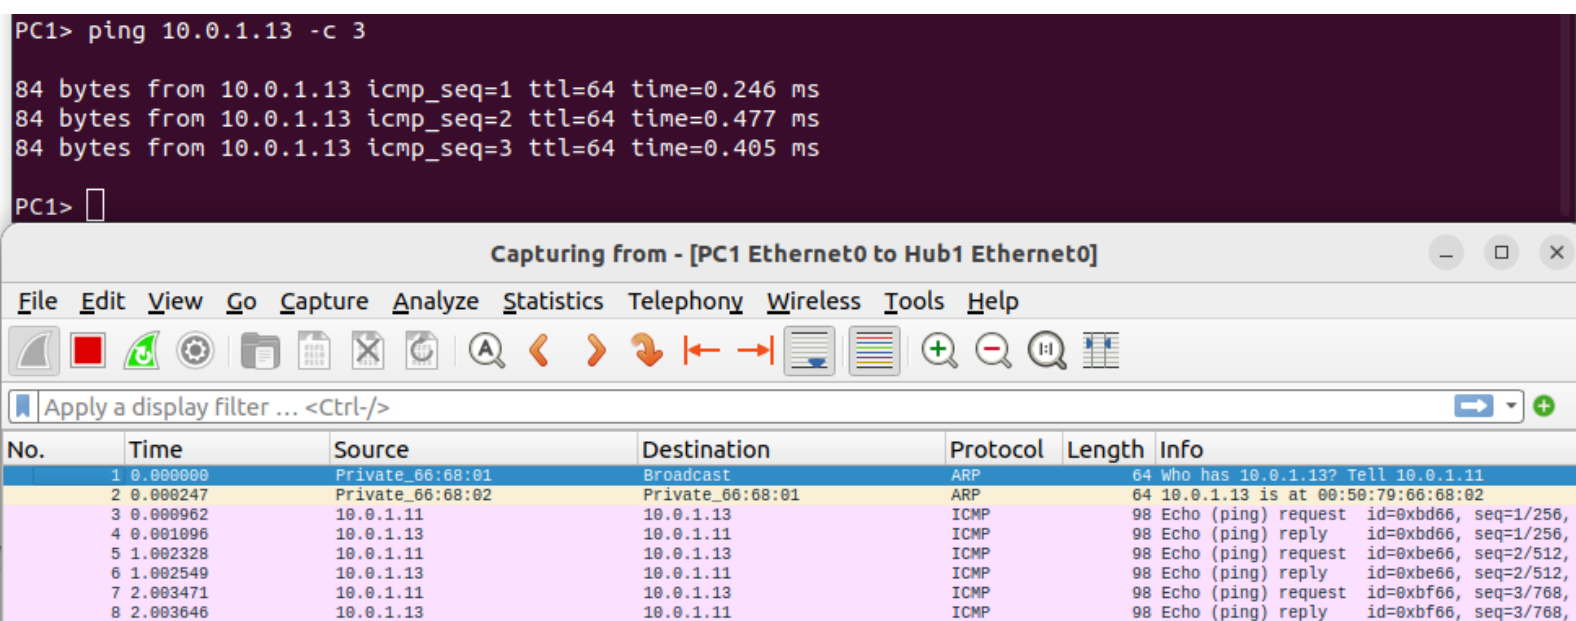 PC1> ping 10.0.1.13 -c 3
84 bytes from 10.0.1.13 icmp_seq=1 ttl=64 time=0.246 ms
84 bytes from 10.0.1.13 icmp_seq=2 ttl=64 time=0.477 ms
84 bytes from 10.0.1.13 icmp_seq=3 ttl=64 time=0.405 ms
PC1>
Capturing from - [PC1 Ethernet0 to Hub1 Ethernet0]
File Edit View Go Capture Analyze Statistics Telephony Wireless Tools Help
Apply a display filter ... <Ctrl-/>
No. Time Source Destination Protocol Length Info
1 0.000000 Private_66:68:01 Broadcast ARP 64 Who has 10.0.1.13? Tell 10.0.1.11
2 0.000247 Private_66:68:02 Private_66:68:01 ARP 64 10.0.1.13 is at 00:50:79:66:68:02
3 0.000962 10.0.1.11 10.0.1.13 ICMP 98 Echo (ping) request id=0xbd66, seq=1/256,
4 0.001096 10.0.1.13 10.0.1.11 ICMP 98 Echo (ping) reply id=0xbd66, seq=1/256,
5 1.002328 10.0.1.11 10.0.1.13 ICMP 98 Echo (ping) request id=0xbe66, seq=2/512,
6 1.002549 10.0.1.13 10.0.1.11 ICMP 98 Echo (ping) reply id=0xbe66, seq=2/512,
7 2.003471 10.0.1.11 10.0.1.13 ICMP 98 Echo (ping) request id=0xbf66, seq=3/768,
8 2.003646 10.0.1.13 10.0.1.11 ICMP 98 Echo (ping) reply id=0xbf66, seq=3/768,